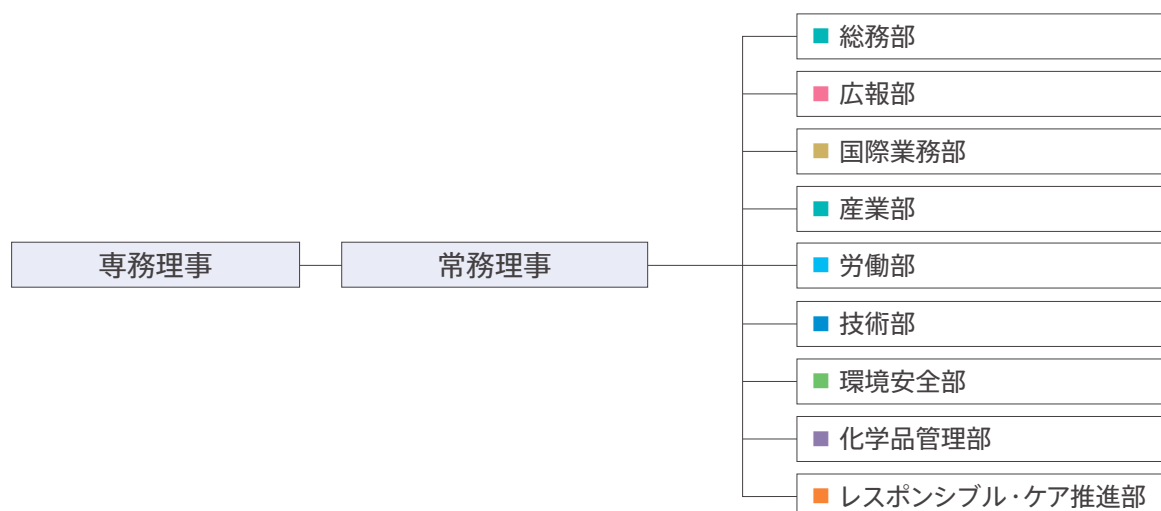 専務理事
常務理事
総務部
広報部
国際業務部
産業部
労働部
技術部
環境安全部
化学品管理部
レスポンシブル・ケア推進部